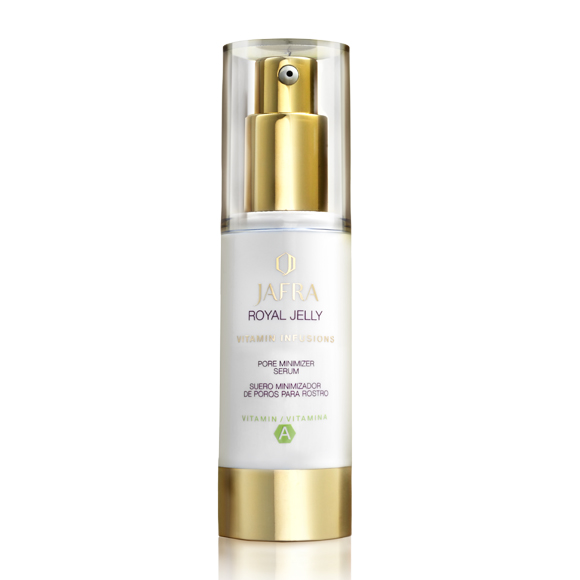 JAFRA
ROYAL JELLY
VITAMIN INFUSIONS
PORE MINIMIZER
SERUM
SUERO MINIMIZADOR
DE POROS PARA ROSTRO
VITAMIN / VITAMINA
A